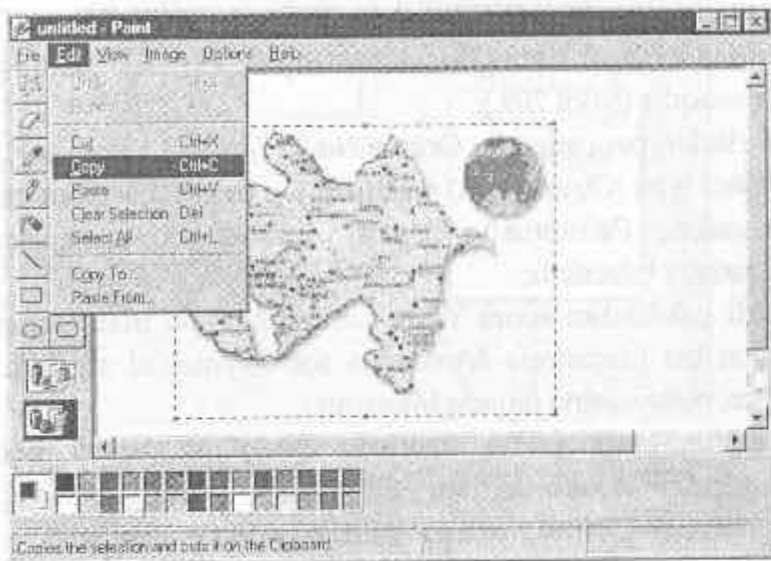 untitled - Paint
File Edit View Image Options Help
Cut Ctrl+X
Copy Ctrl+C
Paste Ctrl+V
Clear Selection Del
Select All Ctrl+L
Copy To...
Paste From...
Copies the selection and puts it on the Clipboard.